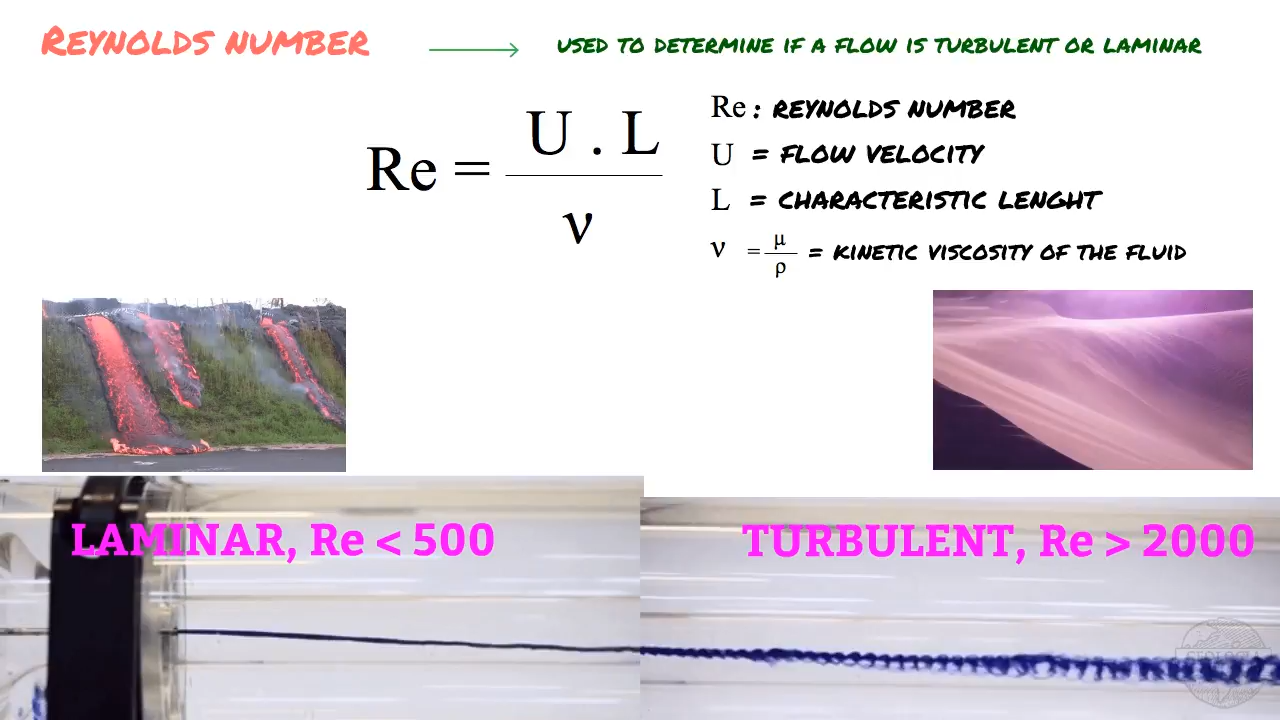 REYNOLDS NUMBER
USED TO DETERMINE IF A FLOW IS TURBULENT OR LAMINAR
Re = U . L / ν
Re : REYNOLDS NUMBER
U = FLOW VELOCITY
L = CHARACTERISTIC LENGHT
ν = μ / ρ = KINETIC VISCOSITY OF THE FLUID
LAMINAR, Re < 500
TURBULENT, Re > 2000